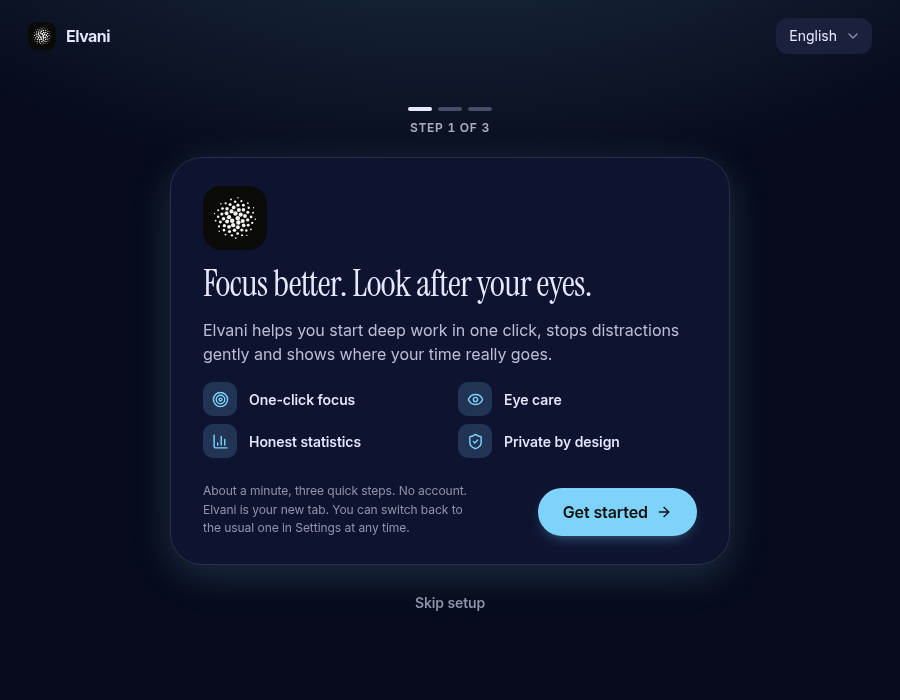 Elvani
English
STEP 1 OF 3
Focus better. Look after your eyes.
Elvani helps you start deep work in one click, stops distractions
gently and shows where your time really goes.
One-click focus
Eye care
Honest statistics
Private by design
About a minute, three quick steps. No account.
Elvani is your new tab. You can switch back to
the usual one in Settings at any time.
Get started
Skip setup